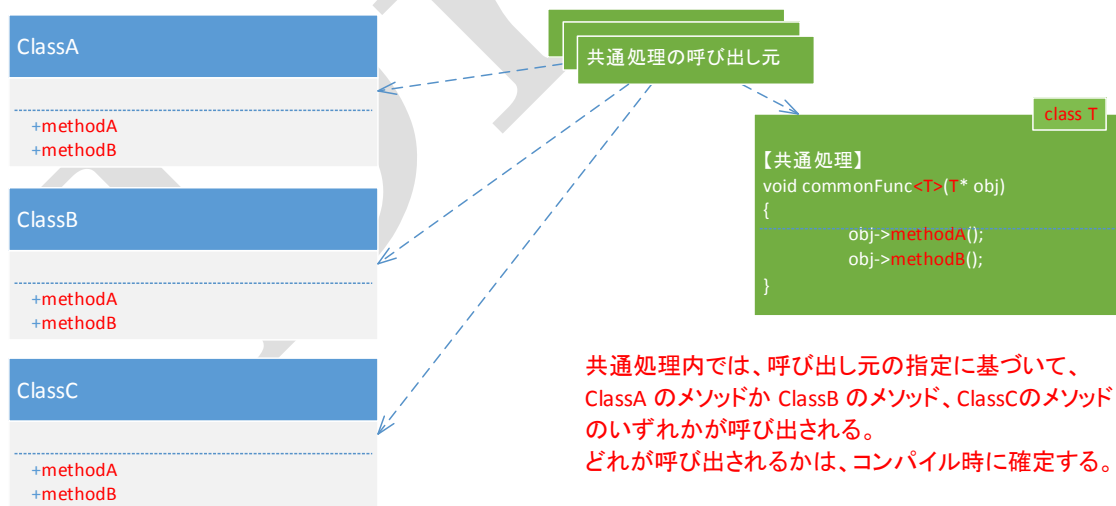 ClassA
+methodA
+methodB
ClassB
+methodA
+methodB
ClassC
+methodA
+methodB
共通処理の呼び出し元
class T
【共通処理】
void commonFunc<T>(T* obj)
{
obj->methodA();
obj->methodB();
}
共通処理内では、呼び出し元の指定に基づいて、
ClassA のメソッドか ClassB のメソッド、ClassCのメソッド
のいずれかが呼び出される。
どれが呼び出されるかは、コンパイル時に確定する。